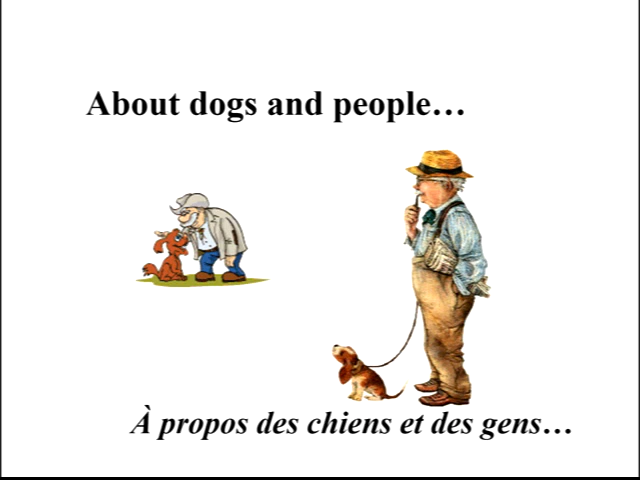 About dogs and people…
À propos des chiens et des gens…